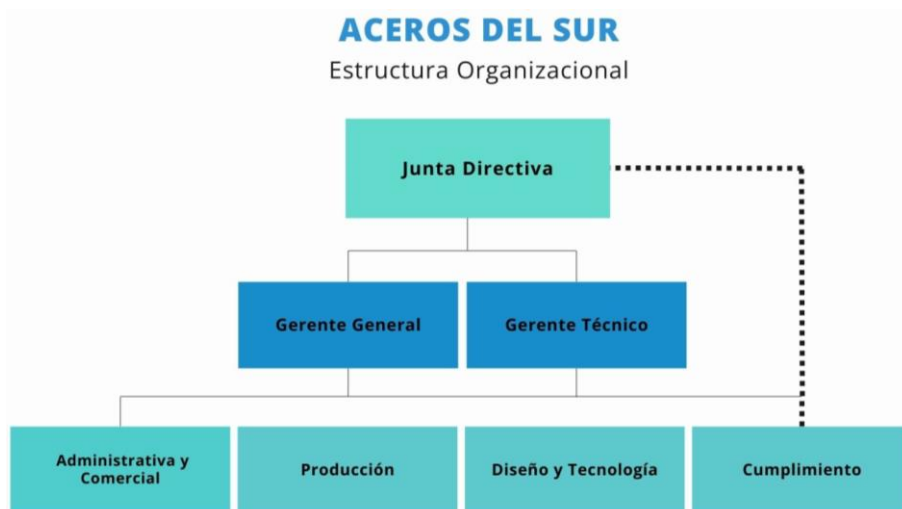 ACEROS DEL SUR
Estructura Organizacional
Junta Directiva
Gerente General
Gerente Técnico
Administrativa y
Comercial
Producción
Diseño y Tecnología
Cumplimiento